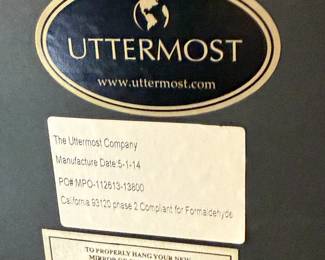 UTTERMOST
www.uttermost.com
The Uttermost Company
Manufacture Date:5-1-14
PO#:MPO-112613-13800
California 93120 phase 2 Compliant for Formaldehyde
TO PROPERLY HANG YOUR NEW